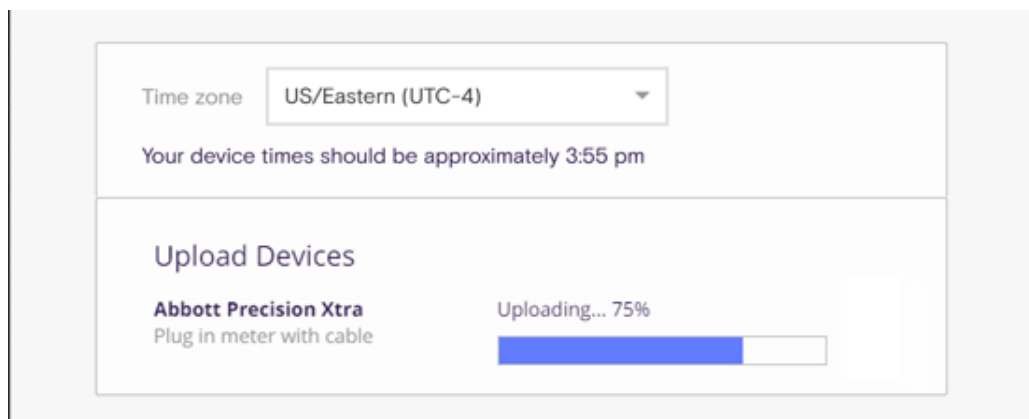 Time zone US/Eastern (UTC-4)
Your device times should be approximately 3:55 pm
Upload Devices
Abbott Precision Xtra Uploading... 75%
Plug in meter with cable